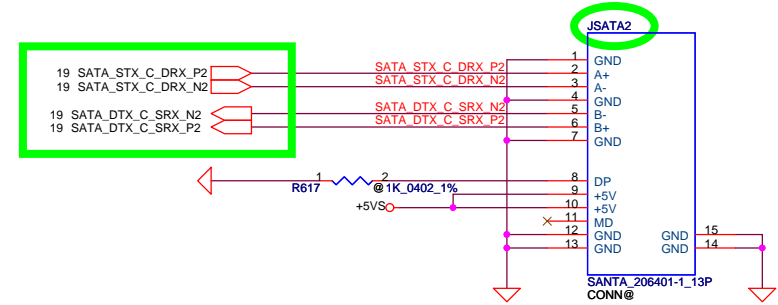 JSATA2
1 GND
19 SATA_STX_C_DRX_P2 SATA_STX_C_DRX_P2 2 A+
19 SATA_STX_C_DRX_N2 SATA_STX_C_DRX_N2 3 A-
4 GND
19 SATA_DTX_C_SRX_N2 SATA_DTX_C_SRX_N2 5 B-
19 SATA_DTX_C_SRX_P2 SATA_DTX_C_SRX_P2 6 B+
7 GND
1 2 8 DP
R617 @1K_0402_1% 9 +5V
+5VS 10 +5V
11 MD
12 GND GND 15
13 GND GND 14
SANTA_206401-1_13P
CONN@